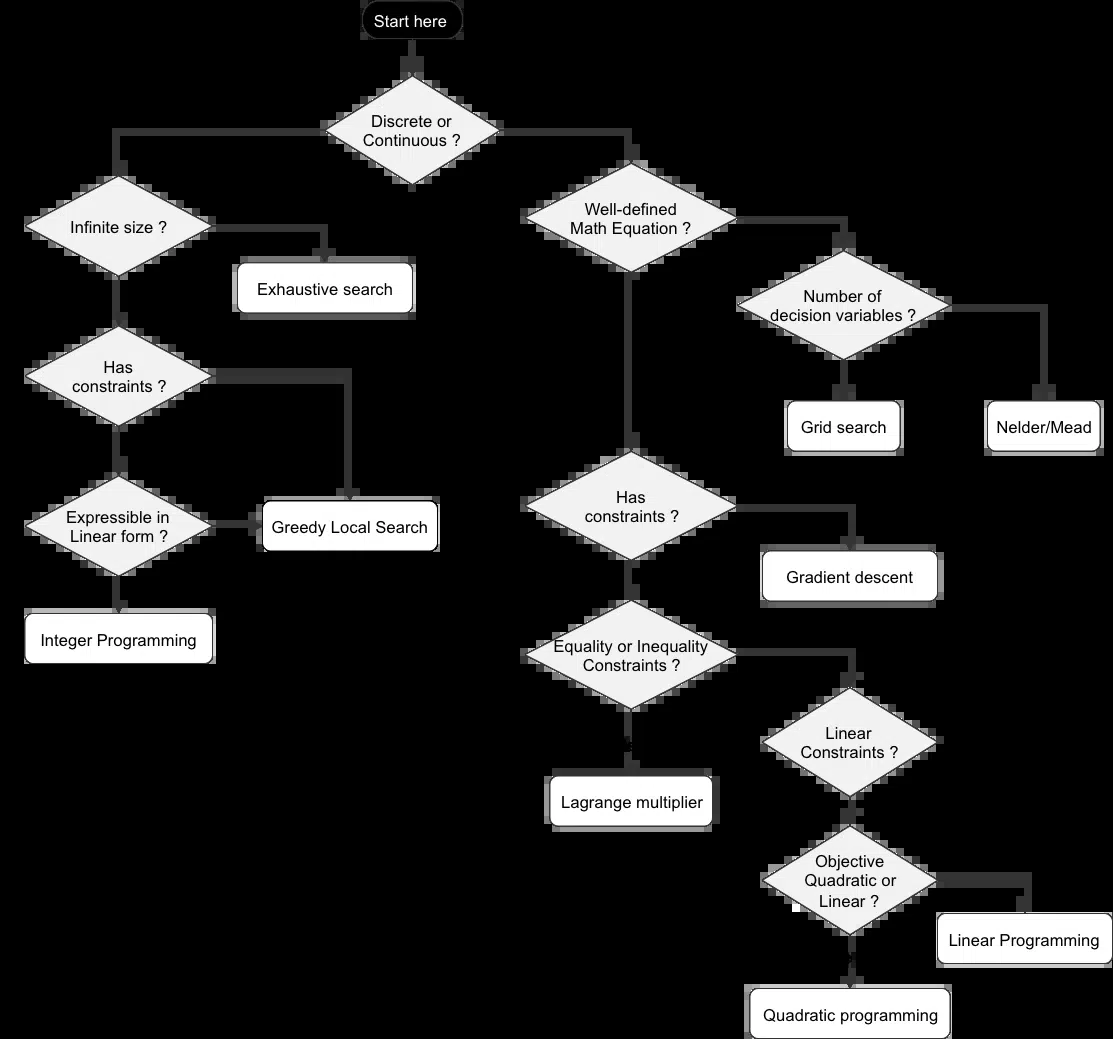 Start here
Discrete or
Continuous ?
Infinite size ?
Well-defined
Math Equation ?
Exhaustive search
Number of
decision variables ?
Has
constraints ?
Grid search
Nelder/Mead
Has
constraints ?
Expressible in
Linear form ?
Greedy Local Search
Gradient descent
Integer Programming
Equality or Inequality
Constraints ?
Linear
Constraints ?
Lagrange multiplier
Objective
Quadratic or
Linear ?
Linear Programming
Quadratic programming